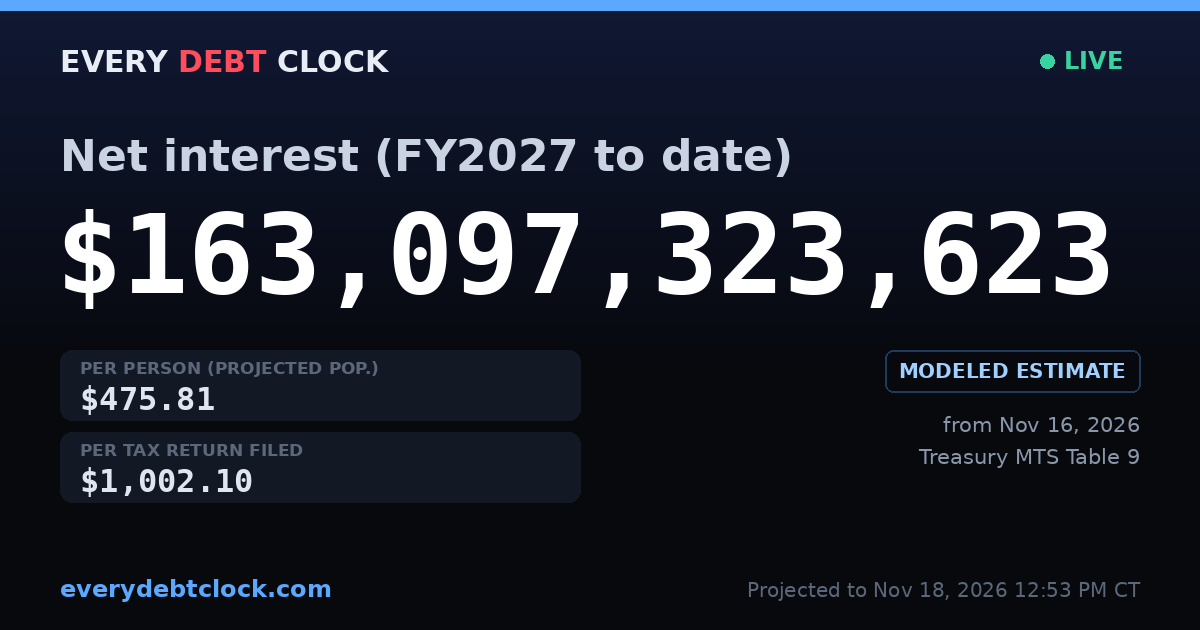 EVERY DEBT CLOCK
LIVE
Net interest (FY2027 to date)
$163,097,323,623
PER PERSON (PROJECTED POP.)
$475.81
PER TAX RETURN FILED
$1,002.10
MODELED ESTIMATE
from Nov 16, 2026
Treasury MTS Table 9
everydebtclock.com
Projected to Nov 18, 2026 12:53 PM CT